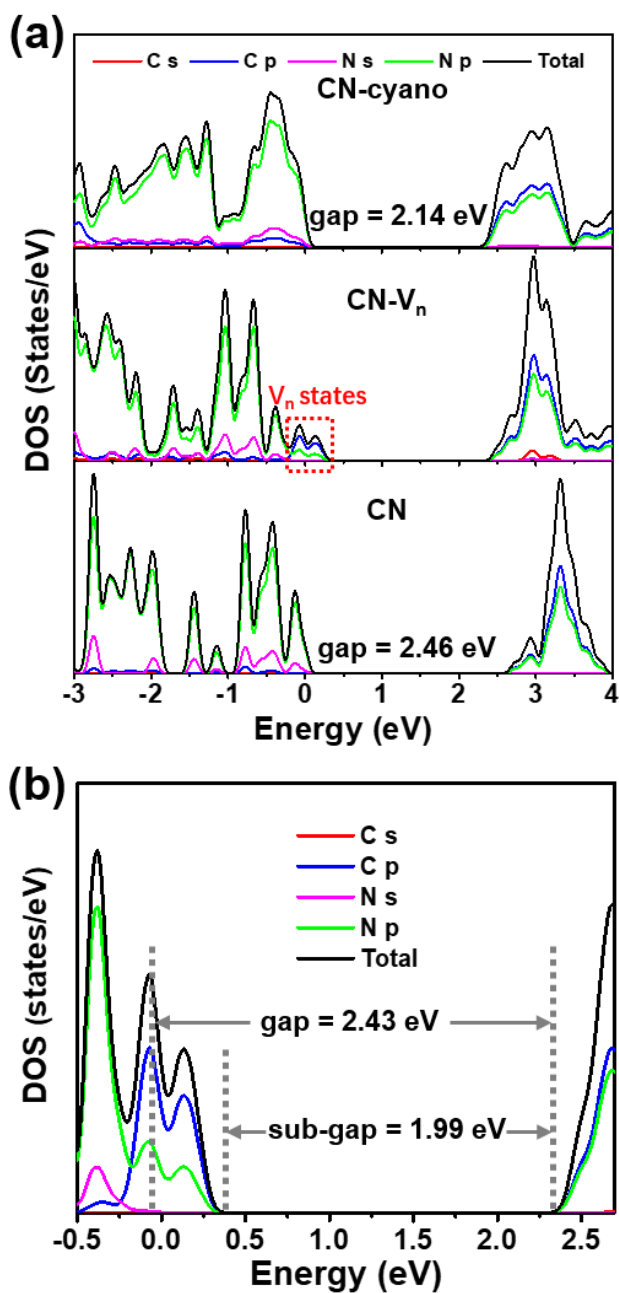 (a)
C s C p N s N p Total
CN-cyano
gap = 2.14 eV
CN-Vn
Vn states
CN
gap = 2.46 eV
DOS (States/eV)
-3 -2 -1 0 1 2 3 4
Energy (eV)
(b)
C s
C p
N s
N p
Total
gap = 2.43 eV
sub-gap = 1.99 eV
DOS (states/eV)
-0.5 0.0 0.5 1.0 1.5 2.0 2.5
Energy (eV)